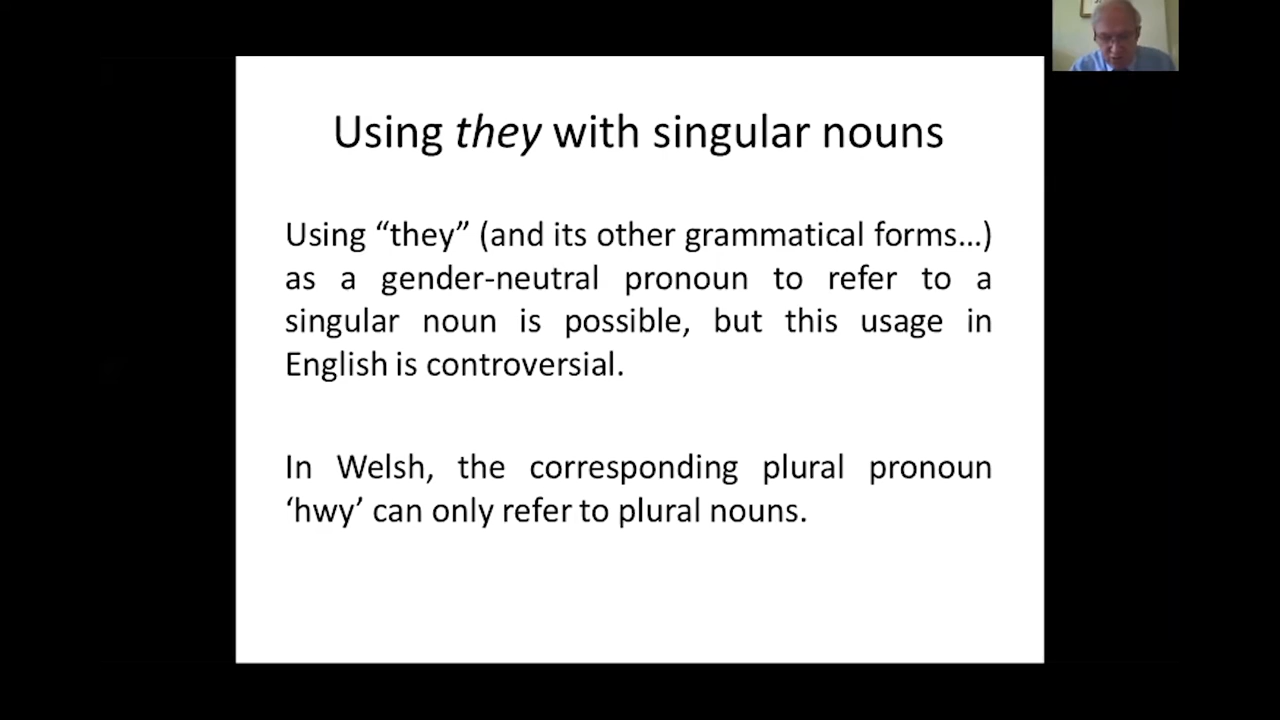 Using they with singular nouns
Using “they” (and its other grammatical forms…)
as a gender-neutral pronoun to refer to a
singular noun is possible, but this usage in
English is controversial.
In Welsh, the corresponding plural pronoun
‘hwy’ can only refer to plural nouns.